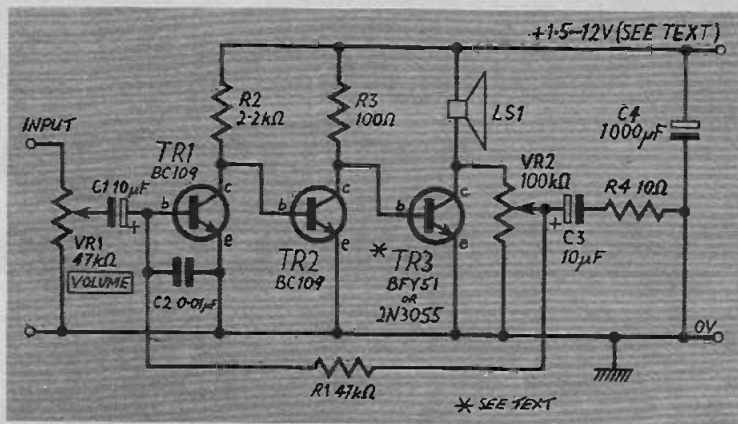 +1·5–12V (SEE TEXT)
R2
2·2kΩ
R3
100Ω
LS1
C4
1000µF
INPUT
TR1
BC109
C1 10µF
VR2
100kΩ
R4 10Ω
c
b
e
+
c
b
e
c
b
e
+
VR1
47kΩ
VOLUME
C2 0·01µF
TR2
BC109
*
TR3
BFY51
OR
2N3055
C3
10µF
0V
R1 47kΩ
* SEE TEXT